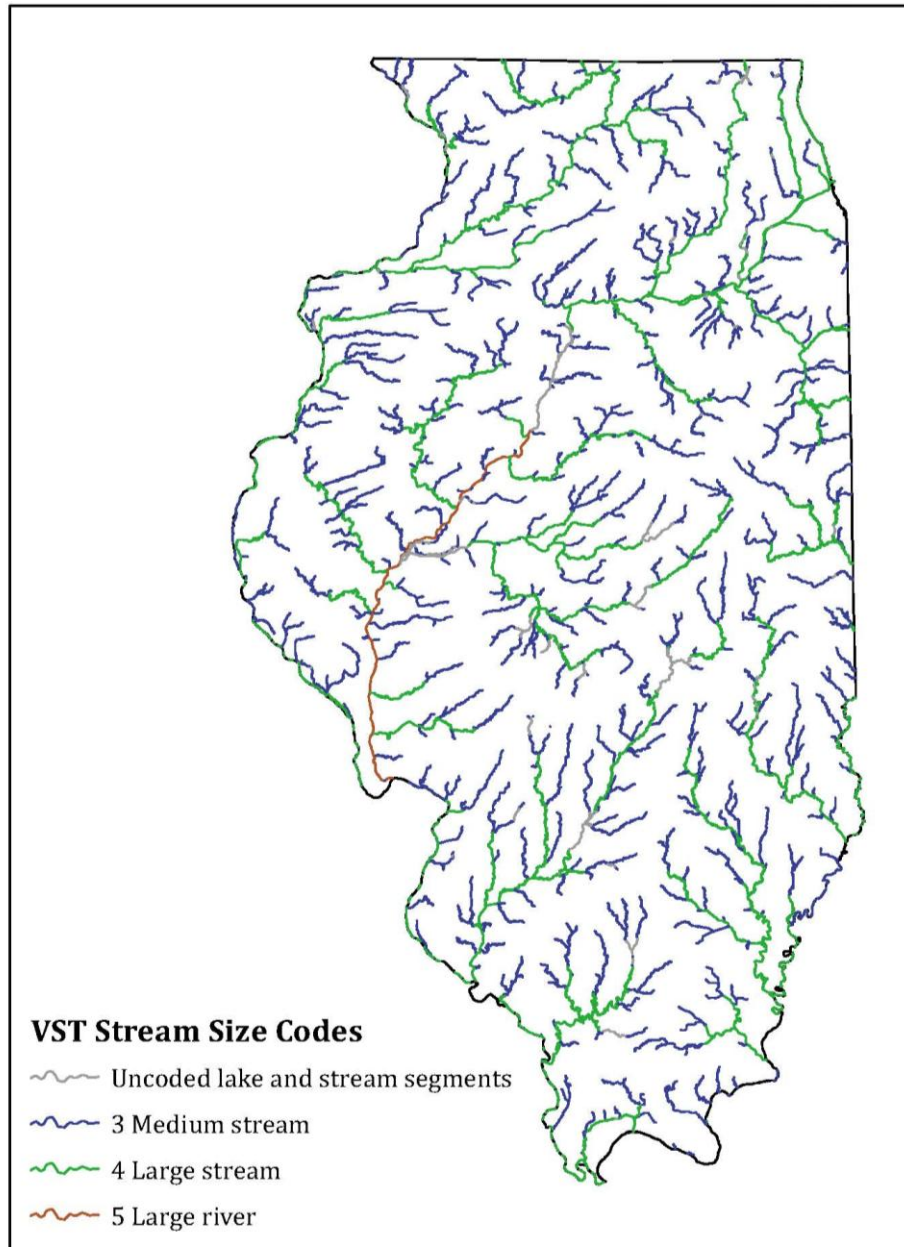 VST Stream Size Codes
Uncoded lake and stream segments
3 Medium stream
4 Large stream
5 Large river